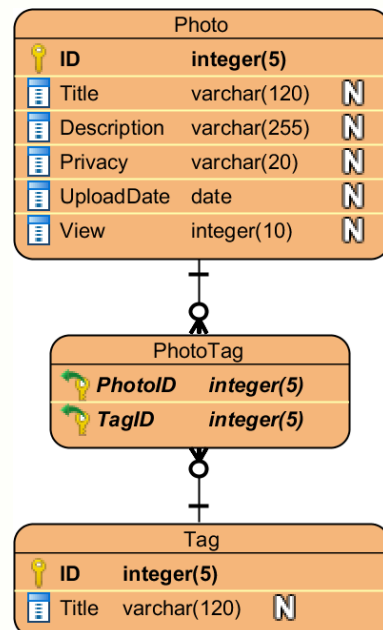 Photo
ID integer(5)
Title varchar(120) N
Description varchar(255) N
Privacy varchar(20) N
UploadDate date N
View integer(10) N
PhotoTag
PhotoID integer(5)
TagID integer(5)
Tag
ID integer(5)
Title varchar(120) N